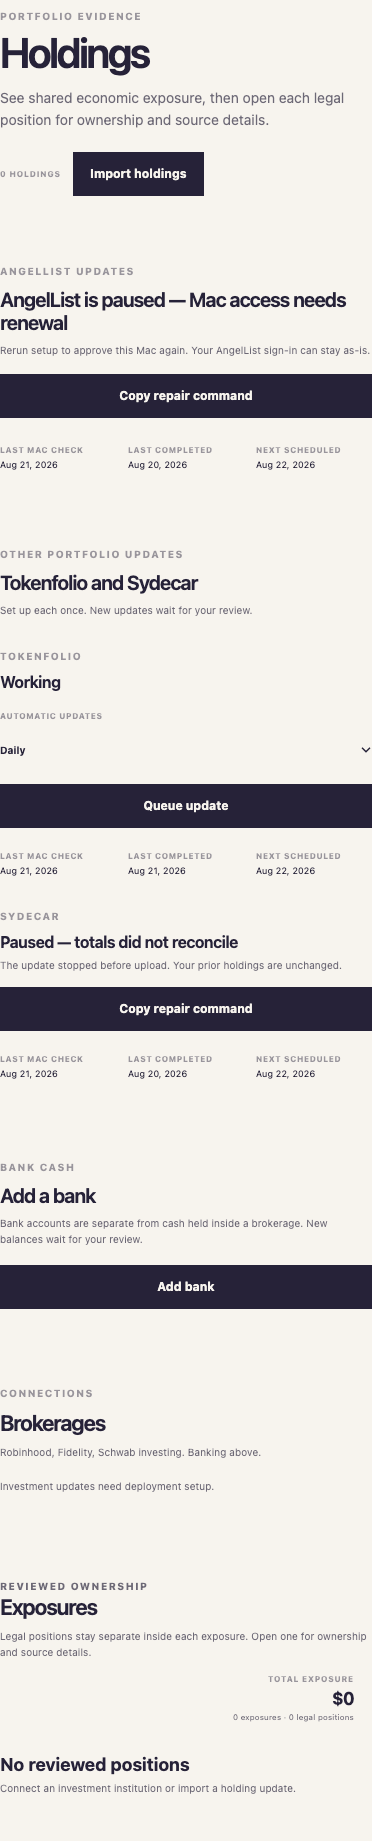 PORTFOLIO EVIDENCE
Holdings
See shared economic exposure, then open each legal
position for ownership and source details.
0 HOLDINGS
Import holdings
ANGELLIST UPDATES
AngelList is paused — Mac access needs
renewal
Rerun setup to approve this Mac again. Your AngelList sign-in can stay as-is.
Copy repair command
LAST MAC CHECK LAST COMPLETED NEXT SCHEDULED
Aug 21, 2026 Aug 20, 2026 Aug 22, 2026
OTHER PORTFOLIO UPDATES
Tokenfolio and Sydecar
Set up each once. New updates wait for your review.
TOKENFOLIO
Working
AUTOMATIC UPDATES
Daily
Queue update
LAST MAC CHECK LAST COMPLETED NEXT SCHEDULED
Aug 21, 2026 Aug 21, 2026 Aug 22, 2026
SYDECAR
Paused — totals did not reconcile
The update stopped before upload. Your prior holdings are unchanged.
Copy repair command
LAST MAC CHECK LAST COMPLETED NEXT SCHEDULED
Aug 21, 2026 Aug 20, 2026 Aug 22, 2026
BANK CASH
Add a bank
Bank accounts are separate from cash held inside a brokerage. New
balances wait for your review.
Add bank
CONNECTIONS
Brokerages
Robinhood, Fidelity, Schwab investing. Banking above.
Investment updates need deployment setup.
REVIEWED OWNERSHIP
Exposures
Legal positions stay separate inside each exposure. Open one for ownership
and source details.
TOTAL EXPOSURE
$0
0 exposures · 0 legal positions
No reviewed positions
Connect an investment institution or import a holding update.